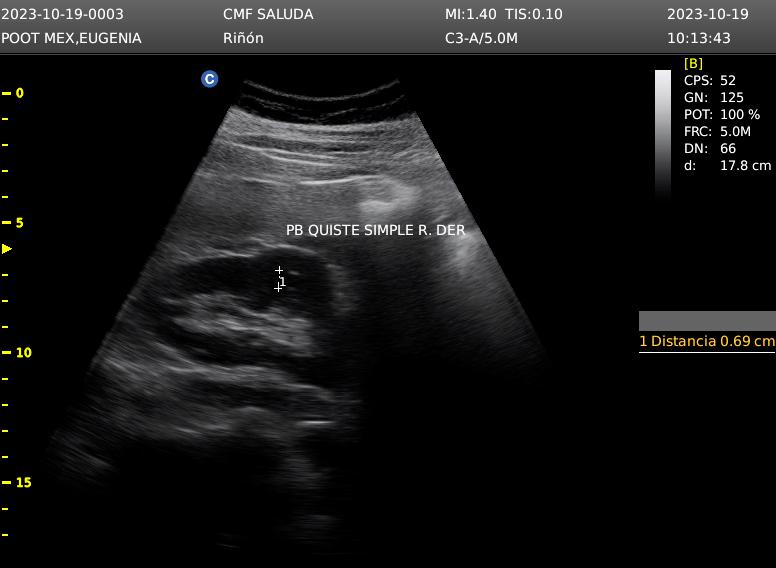 2023-10-19-0003 CMF SALUDA MI:1.40 TIS:0.10 2023-10-19
POOT MEX,EUGENIA Riñón C3-A/5.0M 10:13:43
C
[B]
CPS: 52
GN: 125
POT: 100 %
FRC: 5.0M
DN: 66
d: 17.8 cm
0
5
PB QUISTE SIMPLE R. DER
1
1 Distancia 0.69 cm
10
15